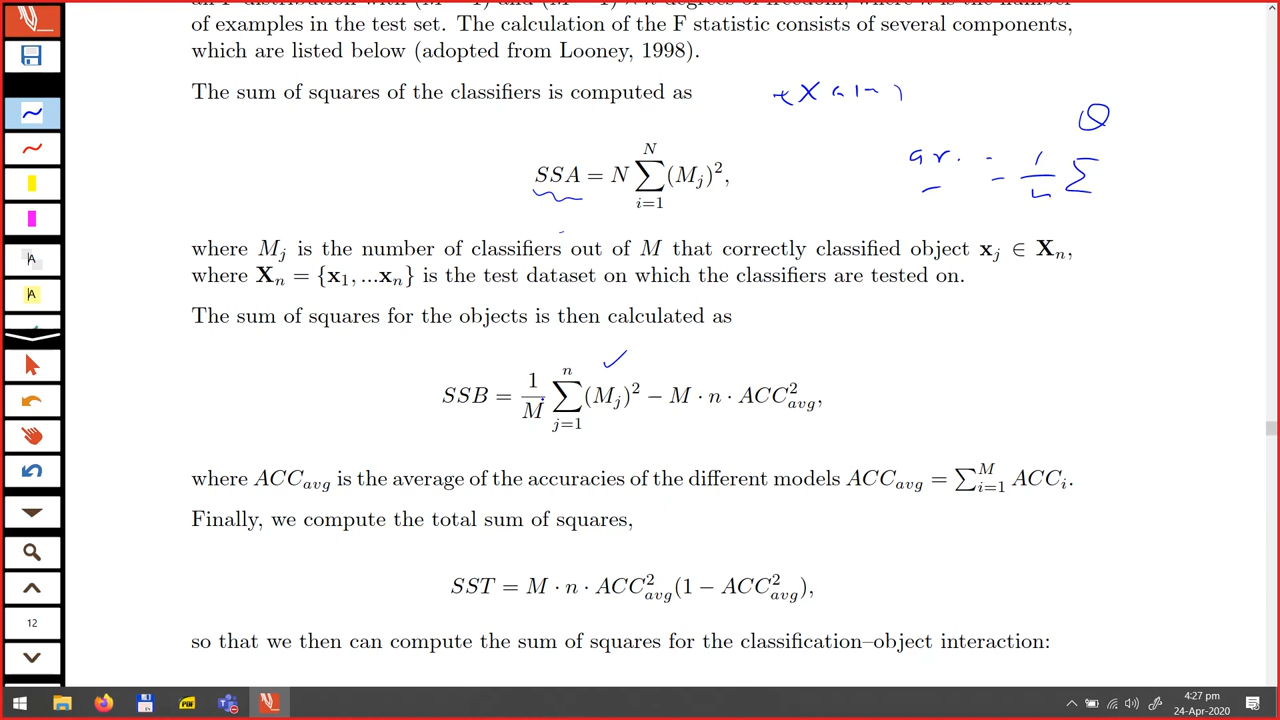 of examples in the test set. The calculation of the F statistic consists of several components,
which are listed below (adopted from Looney, 1998).
The sum of squares of the classifiers is computed as
SSA = N ∑_{i=1}^{N} (M_j)^2,
= 1/n ∑
where M_j is the number of classifiers out of M that correctly classified object x_j ∈ X_n,
where X_n = {x_1, ...x_n} is the test dataset on which the classifiers are tested on.
The sum of squares for the objects is then calculated as
SSB = 1/M ∑_{j=1}^{n} (M_j)^2 − M · n · ACC_{avg}^2,
where ACC_{avg} is the average of the accuracies of the different models ACC_{avg} = ∑_{i=1}^{M} ACC_i.
Finally, we compute the total sum of squares,
SST = M · n · ACC_{avg}^2 (1 − ACC_{avg}^2),
so that we then can compute the sum of squares for the classification–object interaction:
A
A
12
4:27 pm
24-Apr-2020